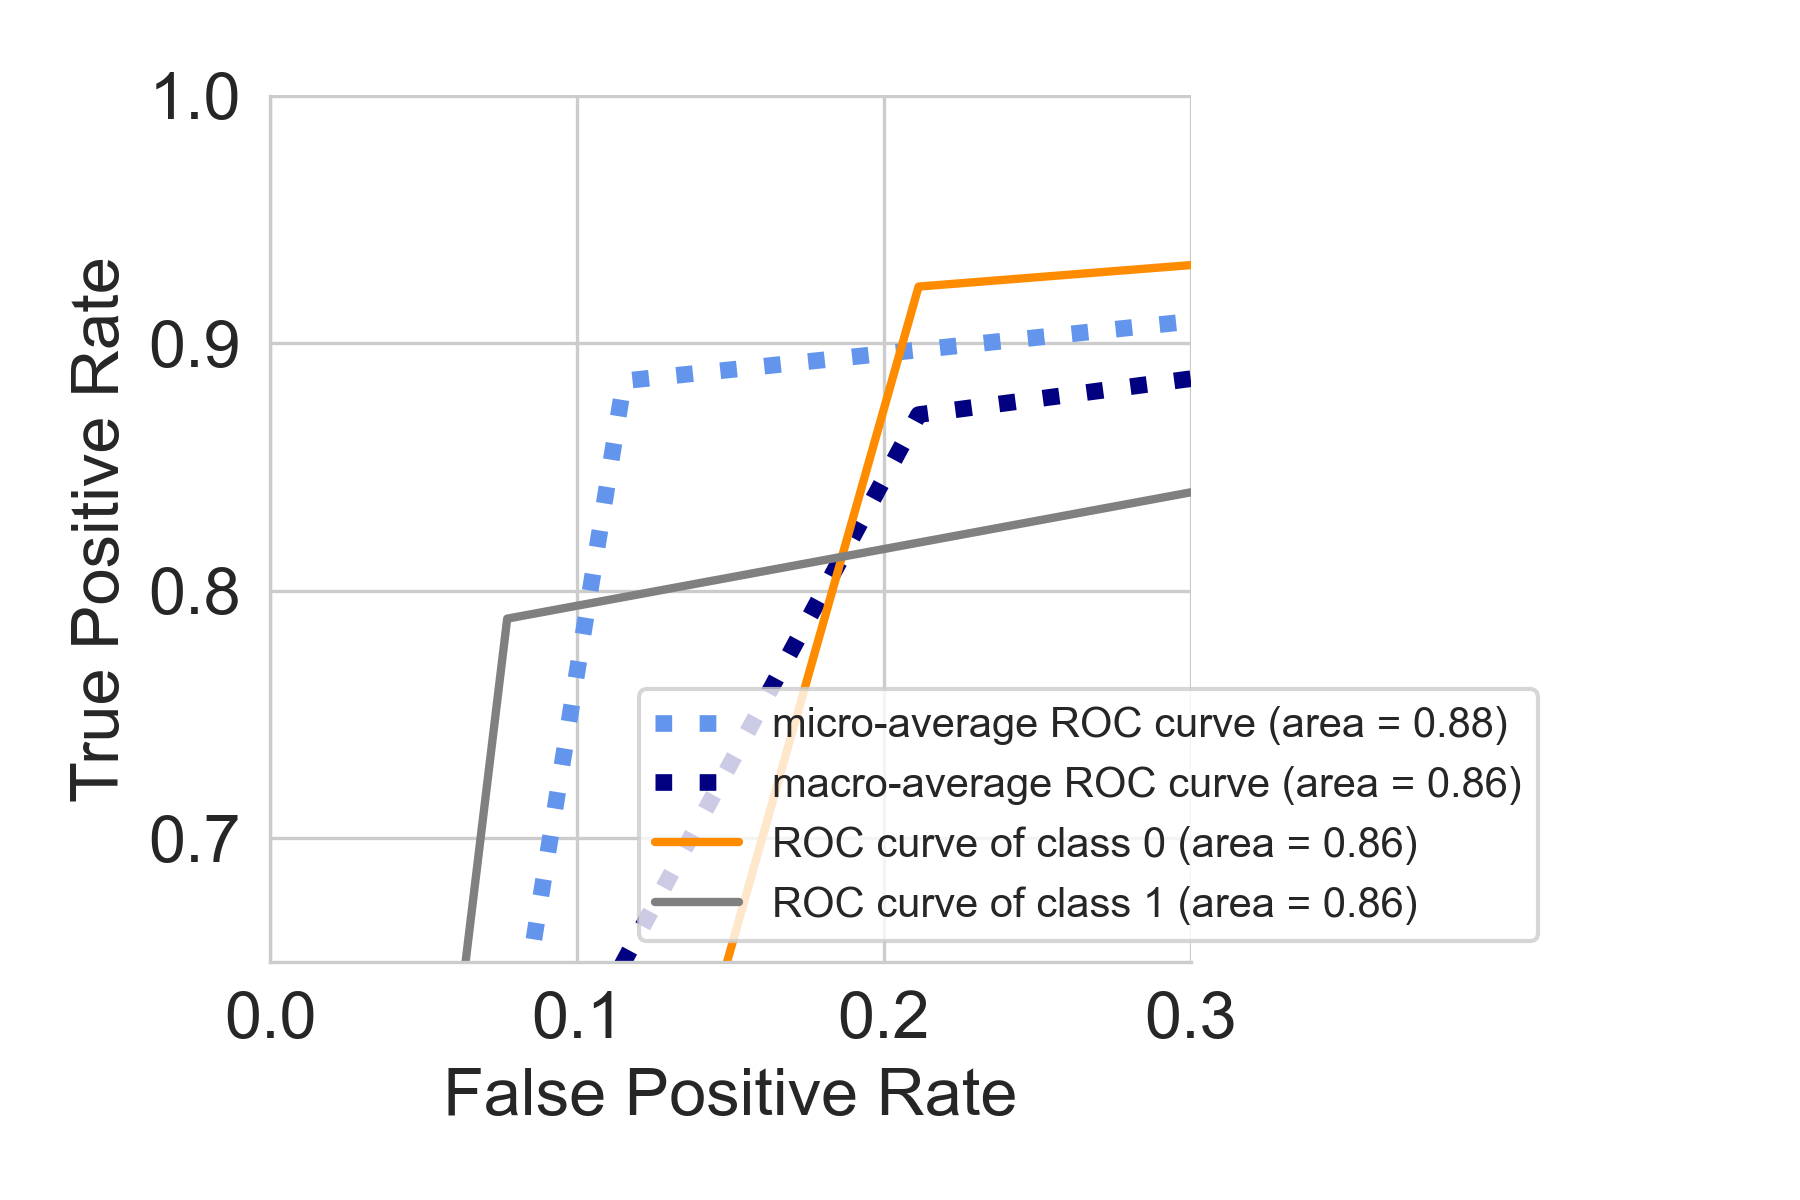 1.0
0.9
0.8
0.7
True Positive Rate
micro-average ROC curve (area = 0.88)
macro-average ROC curve (area = 0.86)
ROC curve of class 0 (area = 0.86)
ROC curve of class 1 (area = 0.86)
0.0 0.1 0.2 0.3
False Positive Rate